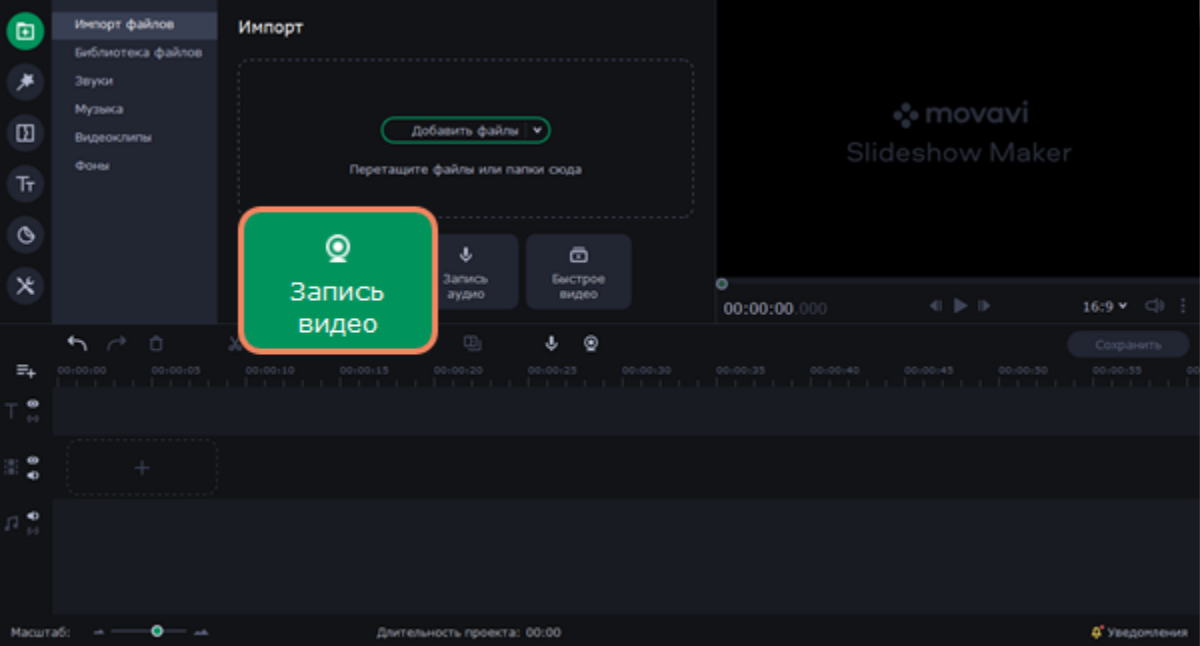 Импорт файлов
Библиотека файлов
Звуки
Музыка
Видеоклипы
Фоны
Импорт
Добавить файлы
Перетащите файлы или папки сюда
Запись
видео
Запись
аудио
Быстрое
видео
movavi
Slideshow Maker
00:00:00.000
16:9
Сохранить
00:00:00 00:00:05 00:00:10 00:00:15 00:00:20 00:00:25 00:00:30 00:00:35 00:00:40 00:00:45 00:00:50 00:00:55 00
Масштаб:
Длительность проекта: 00:00
Уведомления